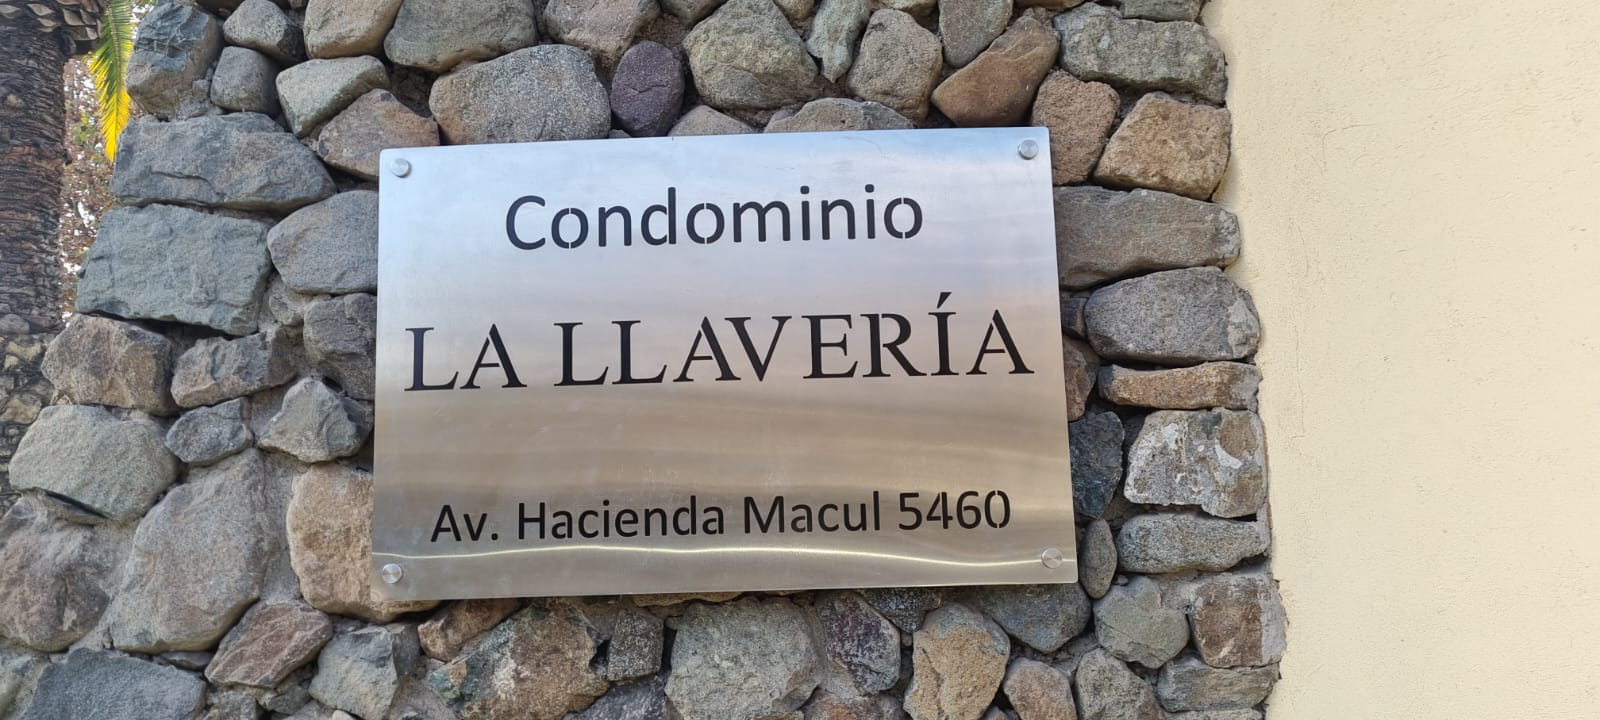 Condominio
LA LLAVERÍA
Av. Hacienda Macul 5460